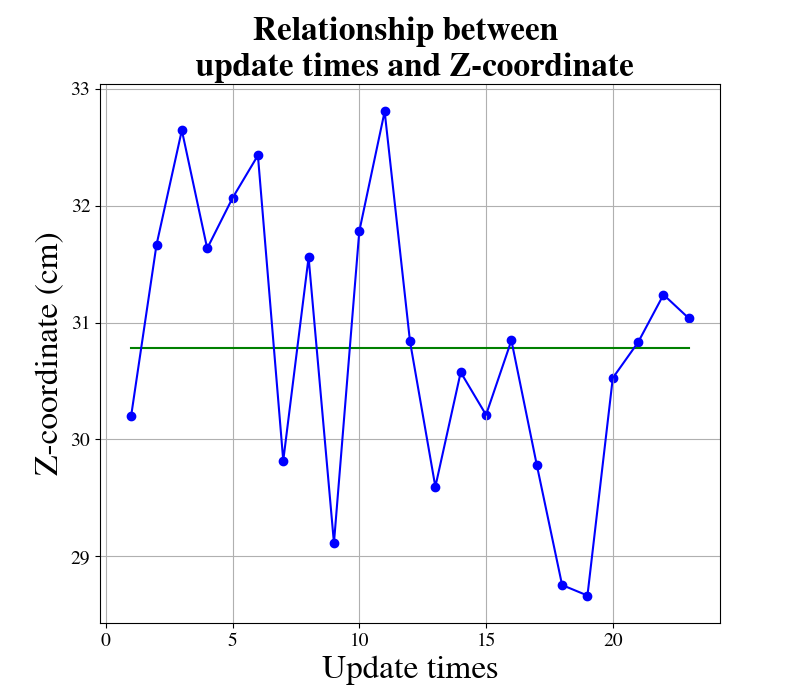 Relationship between
update times and Z-coordinate
33
32
31
30
29
Z-coordinate (cm)
0 5 10 15 20
Update times